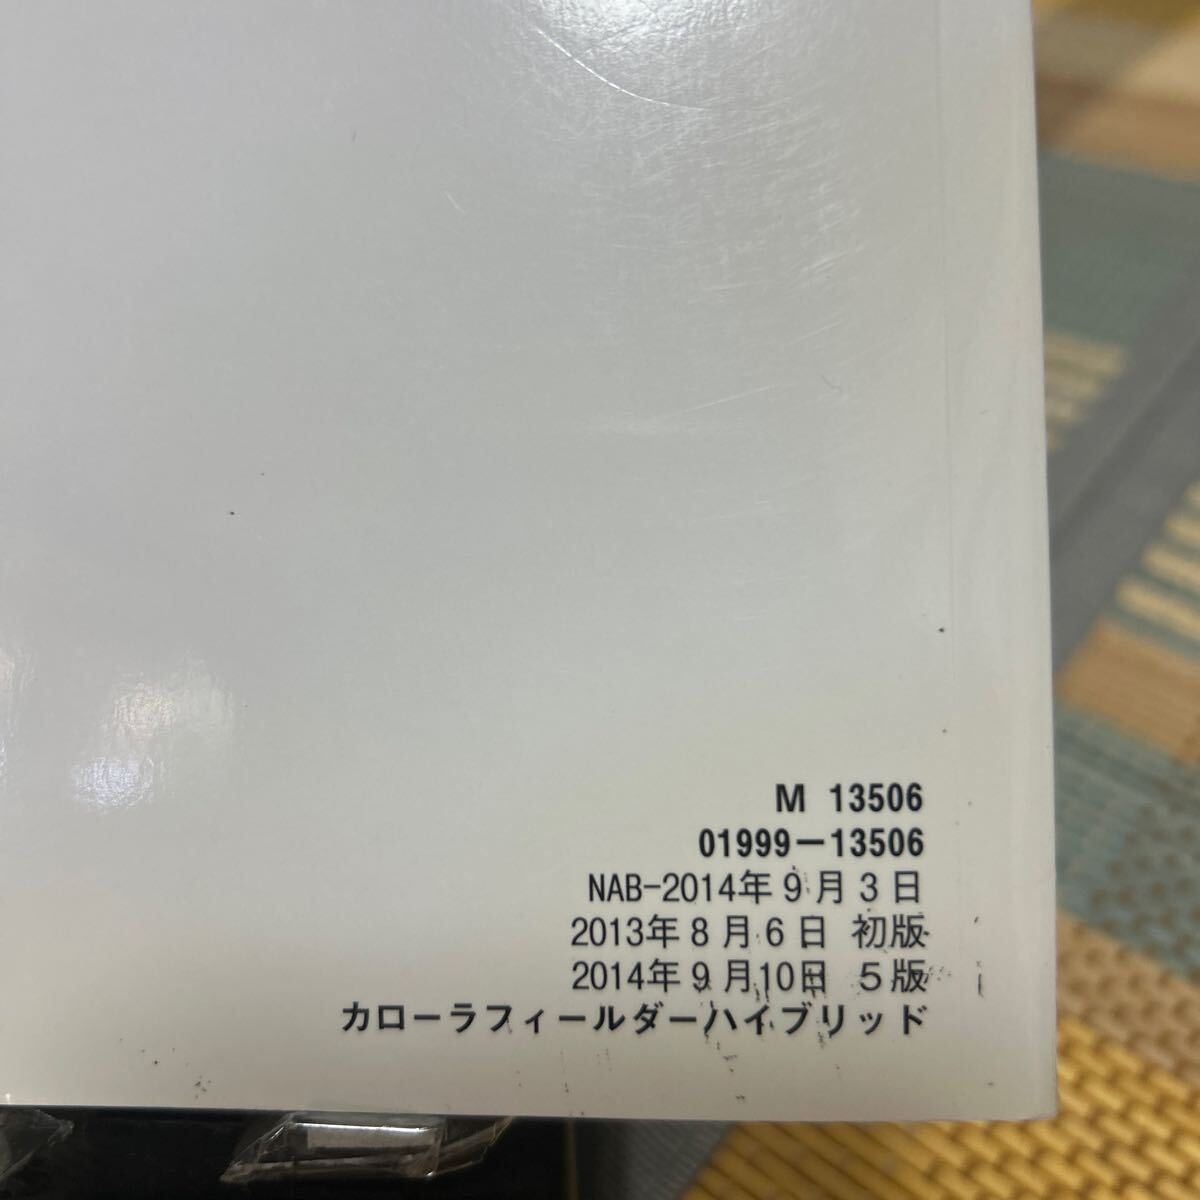 M 13506
01999-13506
NAB-2014年9月3日
2013年8月6日 初版
2014年9月10日 5版
カローラフィールダーハイブリッド